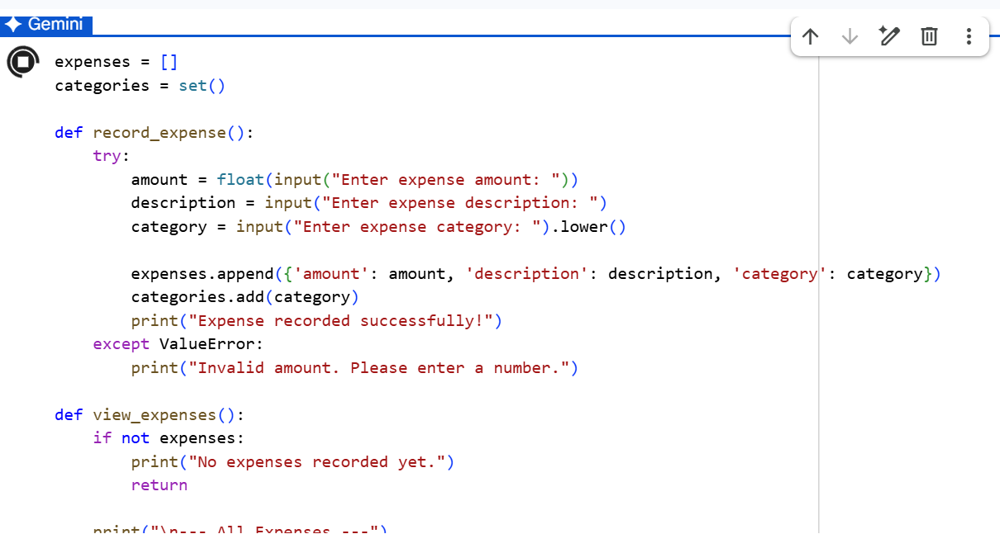 Gemini
expenses = []
categories = set()

def record_expense():
    try:
        amount = float(input("Enter expense amount: "))
        description = input("Enter expense description: ")
        category = input("Enter expense category: ").lower()

        expenses.append({'amount': amount, 'description': description, 'category': category})
        categories.add(category)
        print("Expense recorded successfully!")
    except ValueError:
        print("Invalid amount. Please enter a number.")

def view_expenses():
    if not expenses:
        print("No expenses recorded yet.")
        return

    print("\n--- All Expenses ---")